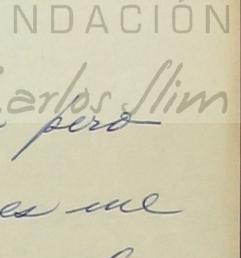 NDACIÓN
Carlos Slim
pero
es me